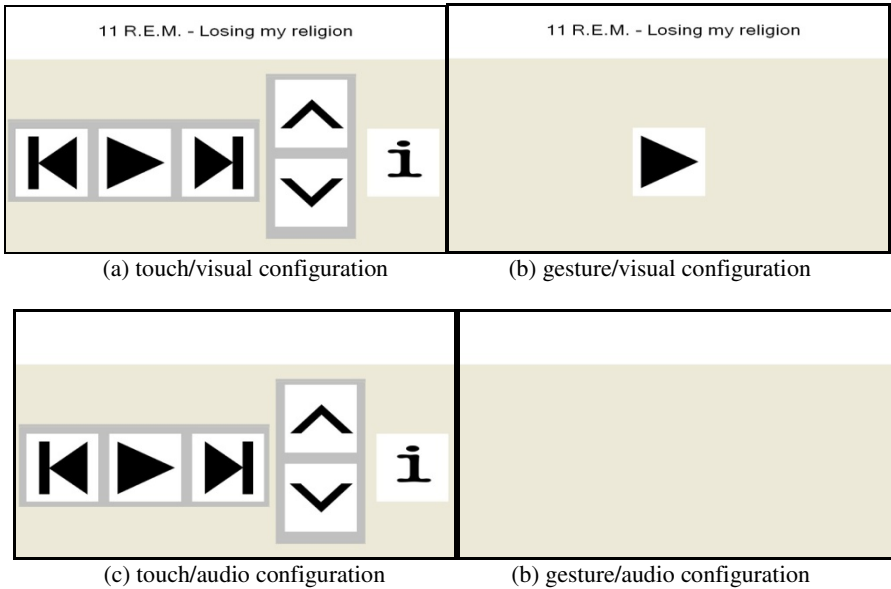 11 R.E.M. - Losing my religion
11 R.E.M. - Losing my religion
i
(a) touch/visual configuration
(b) gesture/visual configuration
i
(c) touch/audio configuration
(b) gesture/audio configuration